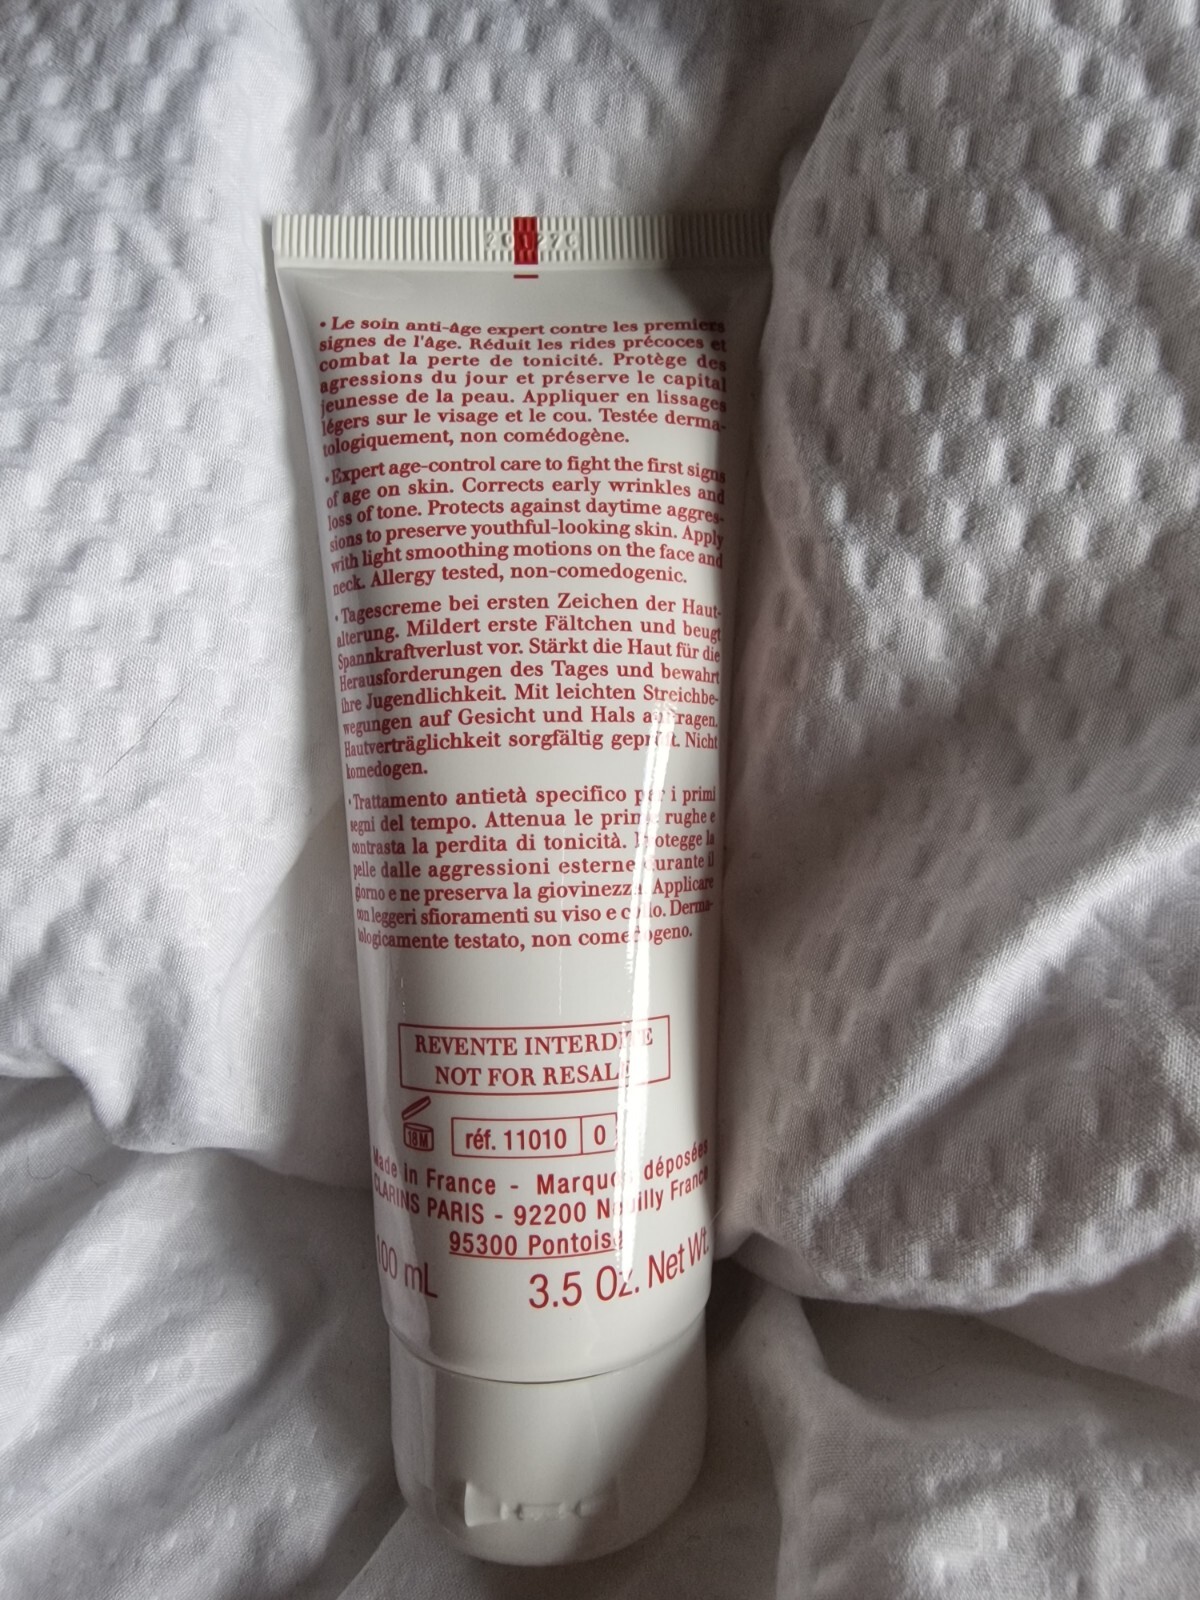 • Le soin anti-âge expert contre les premiers
signes de l'âge. Réduit les rides précoces et
combat la perte de tonicité. Protège des
agressions du jour et préserve le capital
jeunesse de la peau. Appliquer en lissages
légers sur le visage et le cou. Testée derma-
tologiquement, non comédogène.
• Expert age-control care to fight the first signs
of age on skin. Corrects early wrinkles and
loss of tone. Protects against daytime aggres-
sions to preserve youthful-looking skin. Apply
with light smoothing motions on the face and
neck. Allergy tested, non-comedogenic.
• Tagescreme bei ersten Zeichen der Haut-
alterung. Mildert erste Fältchen und beugt
Spannkraftverlust vor. Stärkt die Haut für die
Herausforderungen des Tages und bewahrt
ihre Jugendlichkeit. Mit leichten Streichbe-
wegungen auf Gesicht und Hals auftragen.
Hautverträglichkeit sorgfältig geprüft. Nicht
komedogen.
• Trattamento antietà specifico per i primi
segni del tempo. Attenua le prime rughe e
contrasta la perdita di tonicità. Protegge la
pelle dalle aggressioni esterne durante il
giorno e ne preserva la giovinezza. Applicare
con leggeri sfioramenti su viso e collo. Derma-
tologicamente testato, non comedogeno.
REVENTE INTERDITE
NOT FOR RESALE
18M réf. 11010 0
Made in France - Marques déposées
CLARINS PARIS - 92200 Neuilly France
95300 Pontoise
100 mL 3.5 Oz. Net Wt.